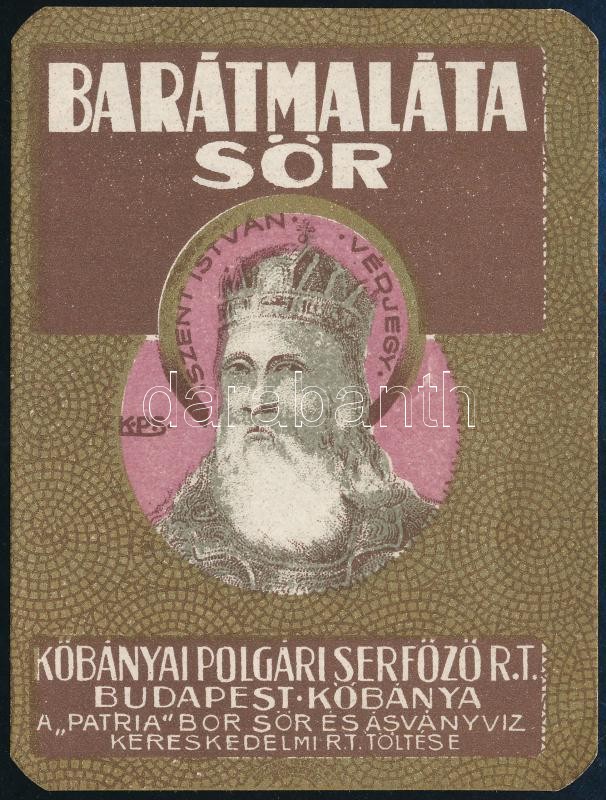 BARÁTMALÁTA
SÖR
SZENT ISTVÁN · VÉDJEGY ·
K.P.S
darabanth
KŐBÁNYAI POLGÁRI SERFŐZŐ R.T.
BUDAPEST·KŐBÁNYA
A „PATRIA“ BOR SÖR ÉS ÁSVÁNYVIZ
KERESKEDELMI R.T. TÖLTÉSE